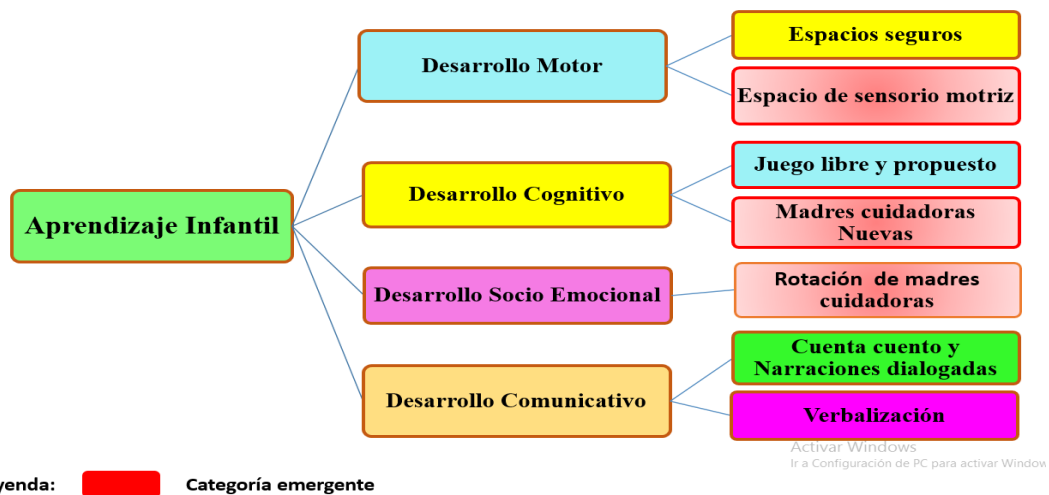 Aprendizaje Infantil
Desarrollo Motor
Espacios seguros
Espacio de sensorio motriz
Desarrollo Cognitivo
Juego libre y propuesto
Madres cuidadoras
Nuevas
Desarrollo Socio Emocional
Rotación de madres
cuidadoras
Desarrollo Comunicativo
Cuenta cuento y
Narraciones dialogadas
Verbalización
Activar Windows
Ir a Configuración de PC para activar Window
yenda:
Categoría emergente